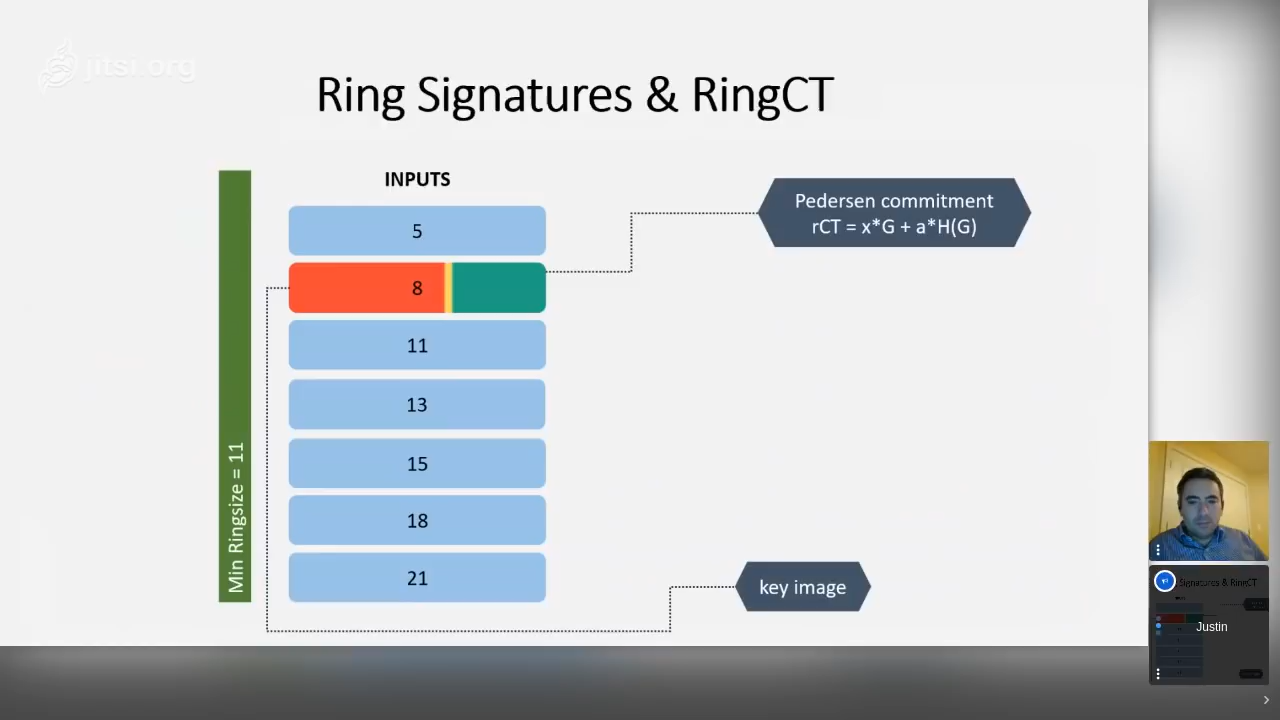 jitsi.org
Ring Signatures & RingCT
INPUTS
5
8
11
13
15
18
21
Min Ringsize = 11
Pedersen commitment
rCT = x*G + a*H(G)
key image
Signatures & RingCT
Justin